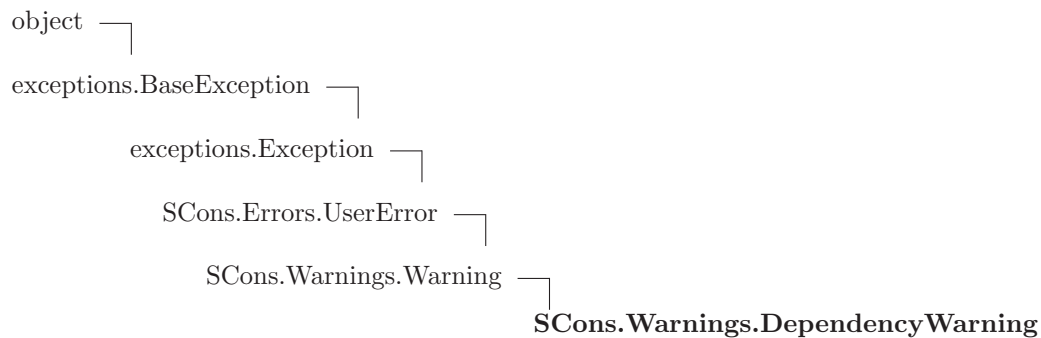 object
exceptions.BaseException
exceptions.Exception
SCons.Errors.UserError
SCons.Warnings.Warning
SCons.Warnings.DependencyWarning